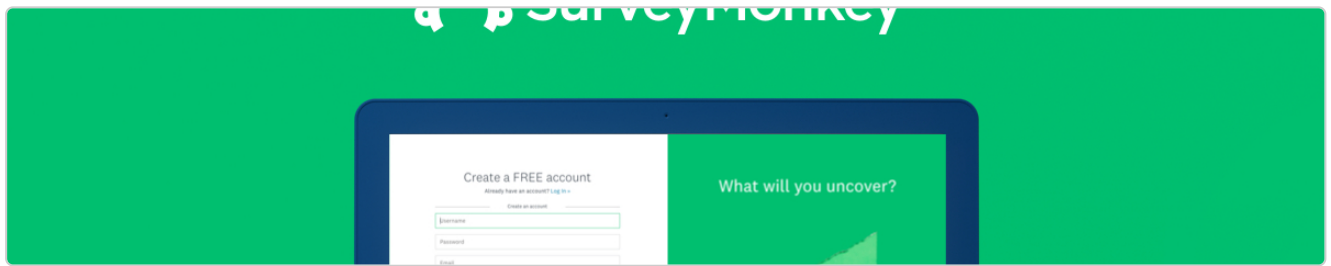 SurveyMonkey
Create a FREE account
Already have an account? Log in »
Create an account
Username
Password
Email
What will you uncover?